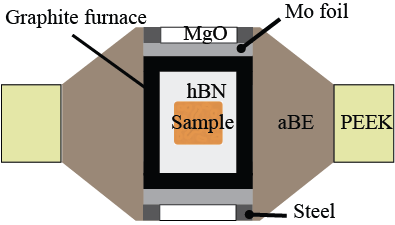 Mo foil
Graphite furnace
MgO
hBN
Sample
aBE
PEEK
Steel